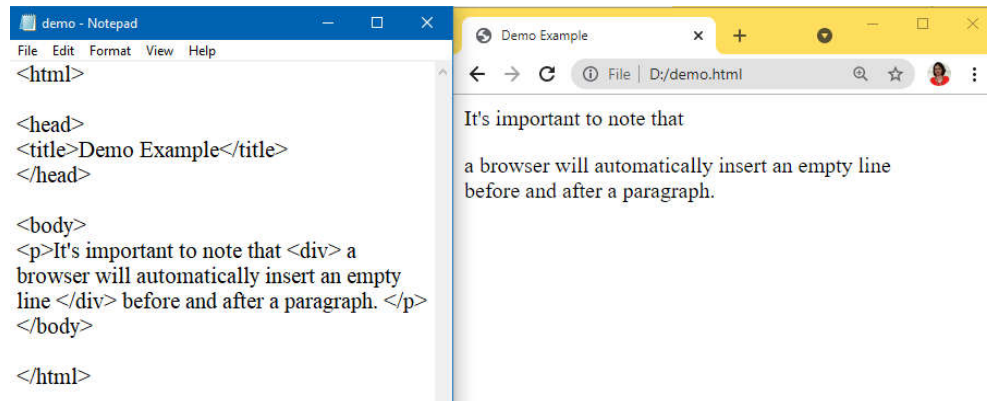 demo - Notepad
File Edit Format View Help
<html>
<head>
<title>Demo Example</title>
</head>
<body>
<p>It's important to note that <div> a
browser will automatically insert an empty
line </div> before and after a paragraph. </p>
</body>
</html>
Demo Example
File | D:/demo.html
It's important to note that
a browser will automatically insert an empty line
before and after a paragraph.